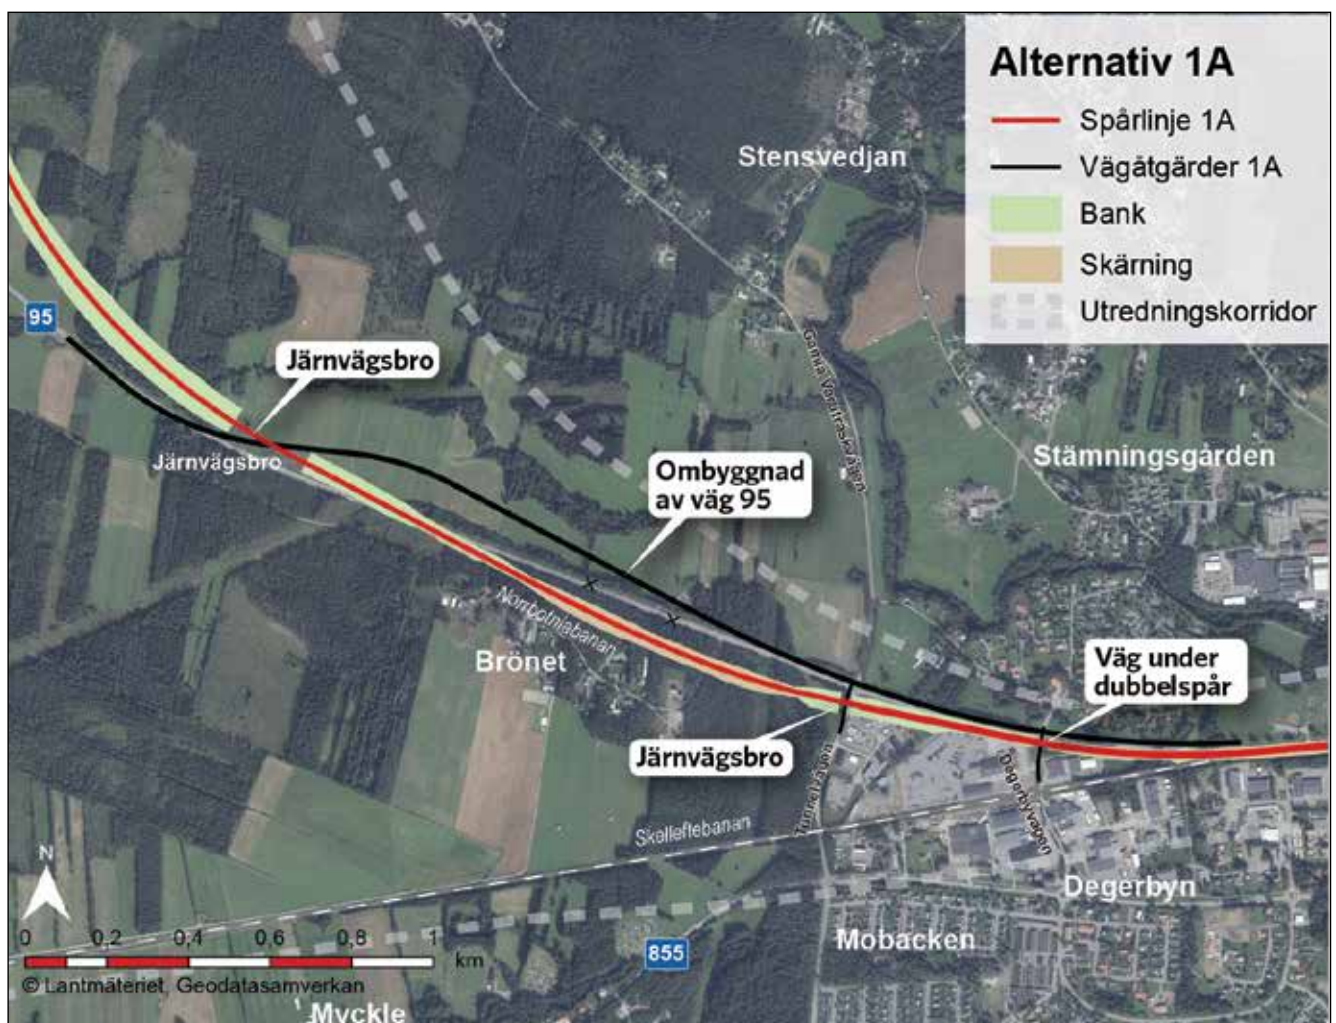 Alternativ 1A
Spårlinje 1A
Vägåtgärder 1A
Bank
Skärning
Utredningskorridor
Stensvedjan
95
Järnvägsbro
Järnvägsbro
Ombyggnad
av väg 95
Stämningsgården
Norrbotniabanan
Brönet
Väg under
dubbelspår
Järnvägsbro
Tunnelvägen
Degerbyvägen
Skelleftebanan
Degerbyn
Mobacken
855
N
0 0,2 0,4 0,6 0,8 1
km
© Lantmäteriet, Geodatasamverkan
Myckle